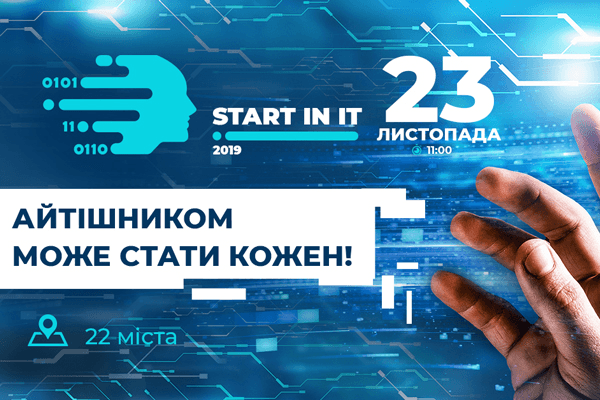 0101
11
0110
START IN IT
2019
23
ЛИСТОПАДА
11:00
АЙТІШНИКОМ
МОЖЕ СТАТИ КОЖЕН!
22 міста